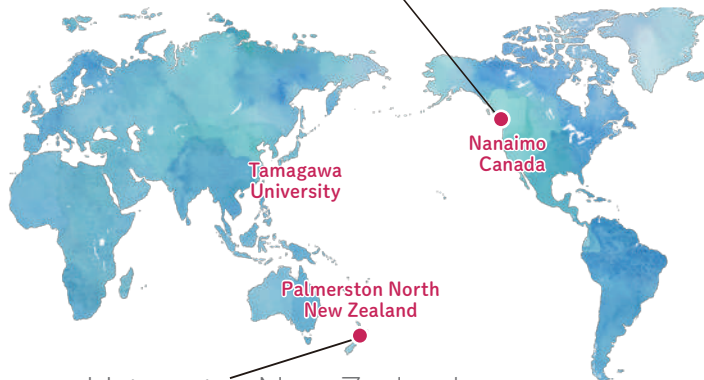 Nanaimo
Canada
Tamagawa
University
Palmerston North
New Zealand